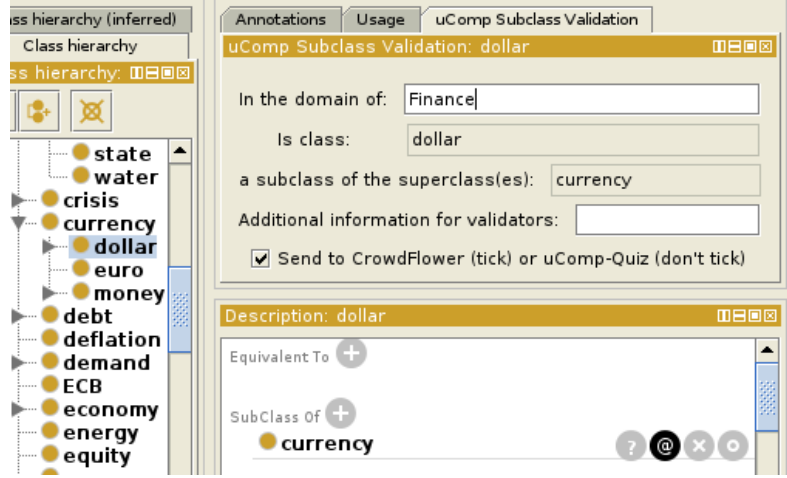 ss hierarchy (inferred)
Class hierarchy
ss hierarchy:
state
water
crisis
currency
dollar
euro
money
debt
deflation
demand
ECB
economy
energy
equity
Annotations
Usage
uComp Subclass Validation
uComp Subclass Validation: dollar
In the domain of: Finance
Is class: dollar
a subclass of the superclass(es): currency
Additional information for validators:
Send to CrowdFlower (tick) or uComp-Quiz (don't tick)
Description: dollar
Equivalent To +
SubClass Of +
currency
? @